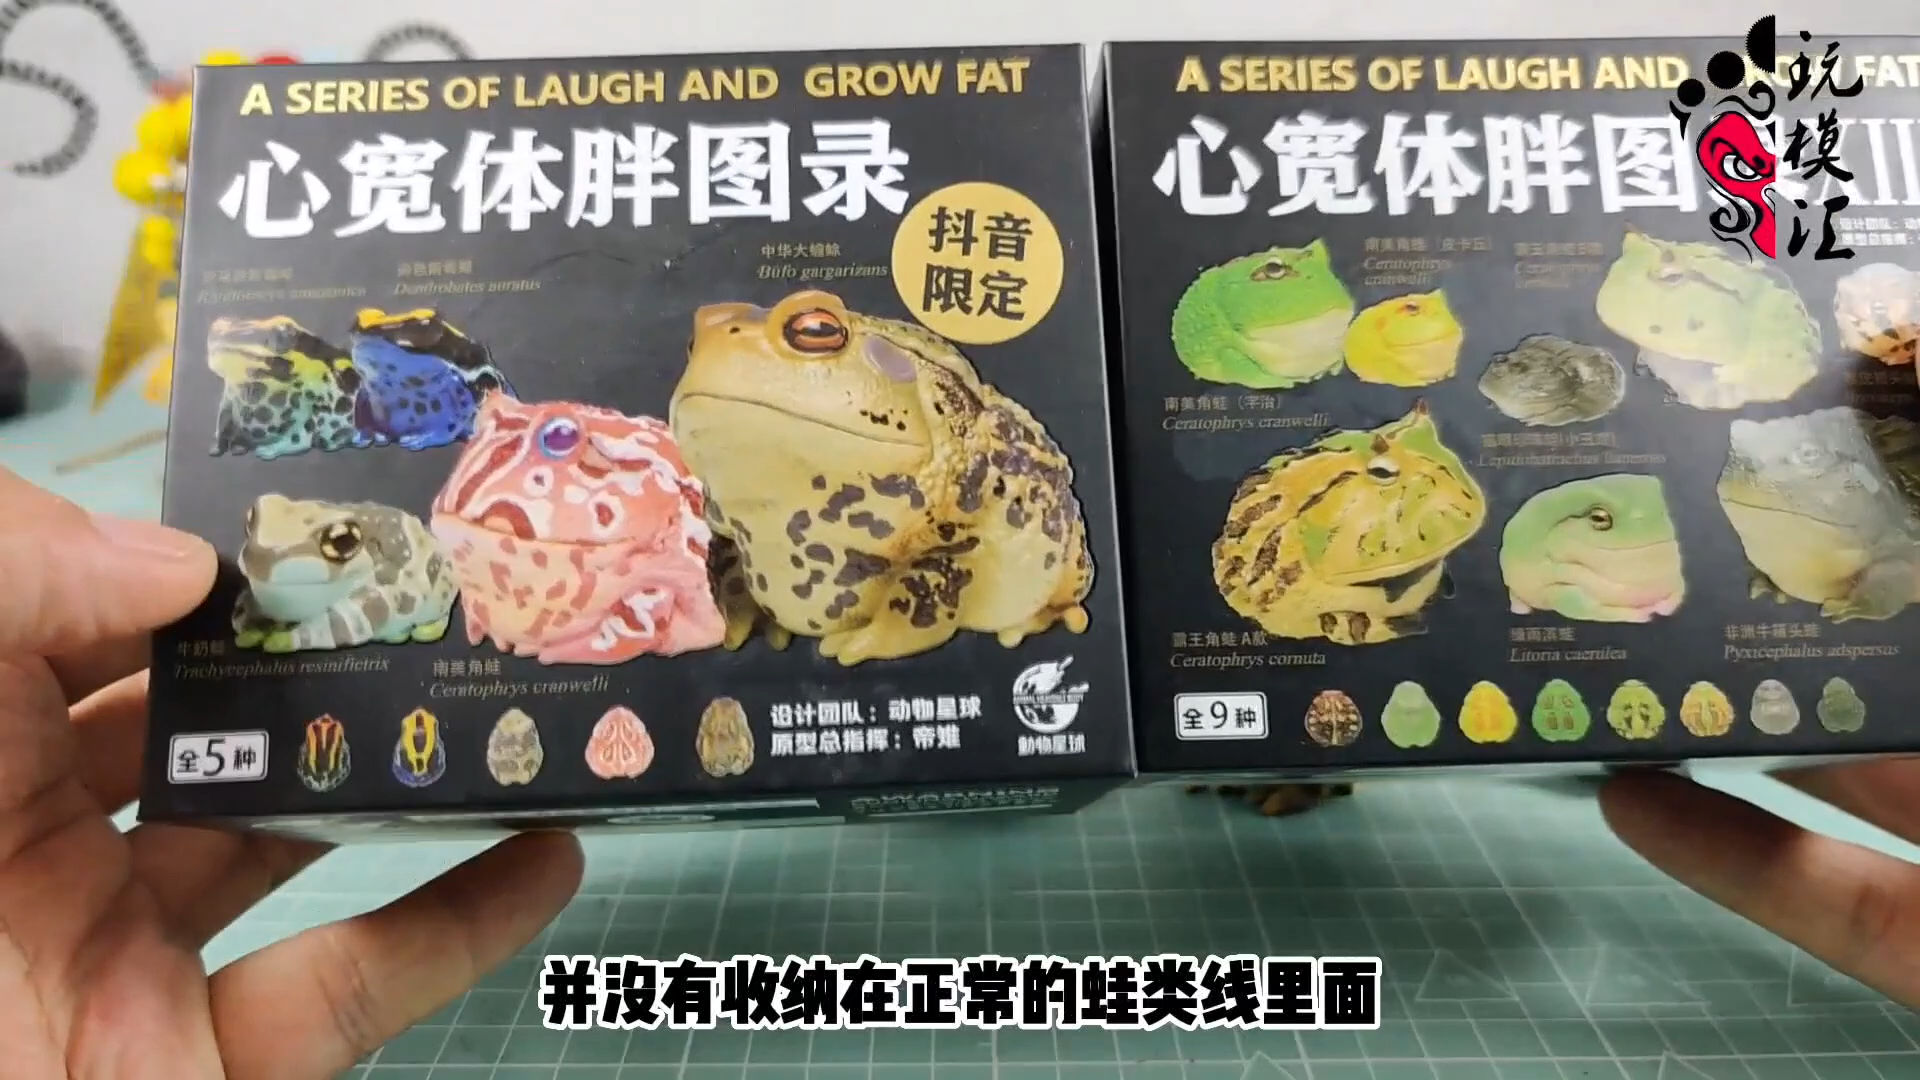 A SERIES OF LAUGH AND GROW FAT
心宽体胖图录
抖音
限定
中华大蟾蜍
Bufo gargarizans
Dendrobates auratus
牛奶蛙
Trachycephalus resinifictrix
南美角蛙
Ceratophrys cranwelli
全5种
设计团队：动物星球
原型总指挥：帝难
動物星球
A SERIES OF LAUGH AND
FAT
心宽体胖图
XII
南美角蛙（皮卡丘）
Ceratophrys
cranwelli
南美角蛙（宇治）
Ceratophrys cranwelli
霸王角蛙 A款
Ceratophrys cornuta
Litoria caerulea
非洲牛箱头蛙
Pyxicephalus adspersus
全9种
玩模汇
并没有收纳在正常的蛙类线里面